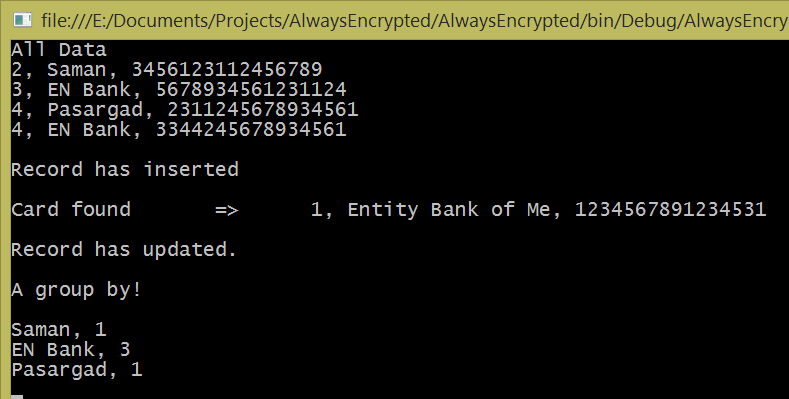 file:///E:/Documents/Projects/AlwaysEncrypted/AlwaysEncrypted/bin/Debug/AlwaysEncry
All Data
2, Saman, 3456123112456789
3, EN Bank, 5678934561231124
4, Pasargad, 2311245678934561
4, EN Bank, 3344245678934561
Record has inserted
Card found => 1, Entity Bank of Me, 1234567891234531
Record has updated.
A group by!
Saman, 1
EN Bank, 3
Pasargad, 1